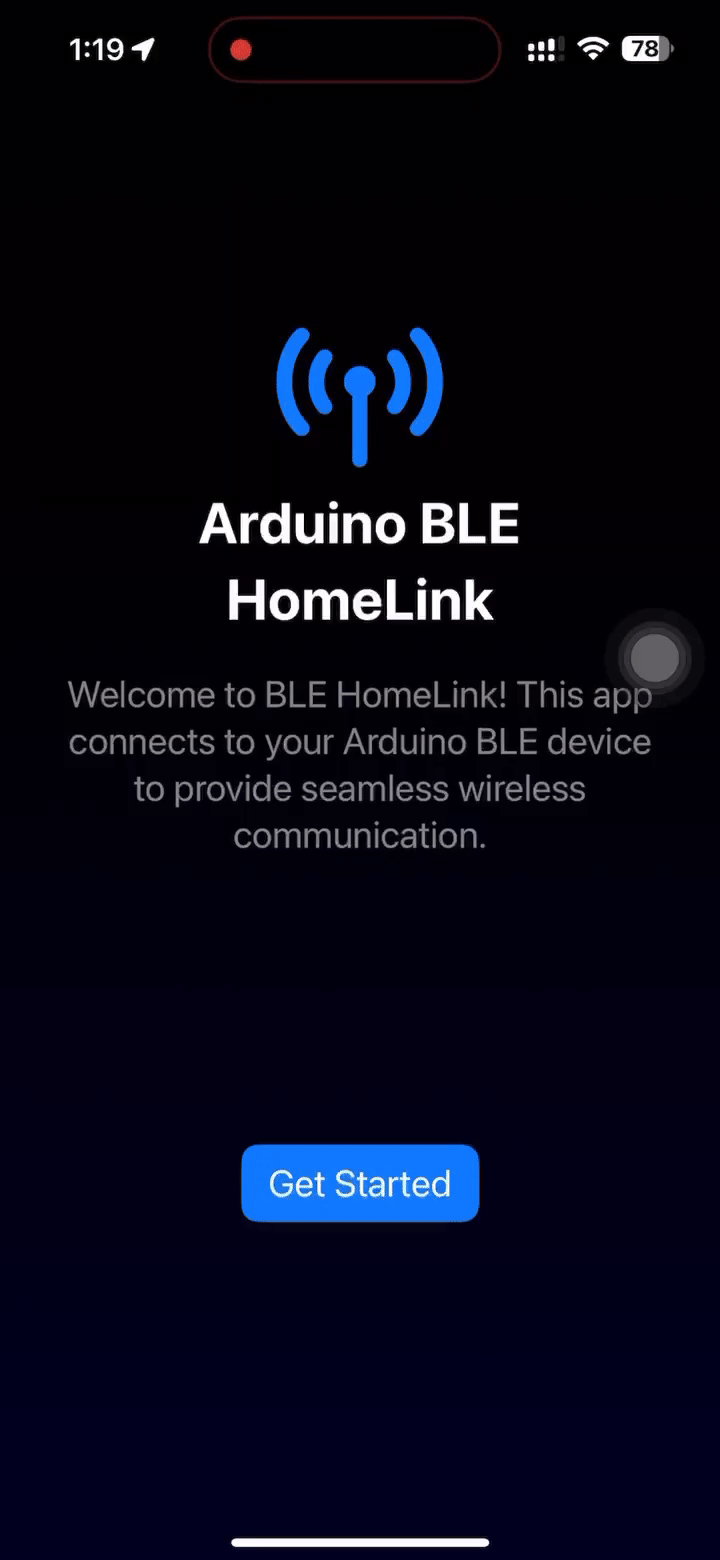 1:19
78
Arduino BLE
HomeLink
Welcome to BLE HomeLink! This app
connects to your Arduino BLE device
to provide seamless wireless
communication.
Get Started